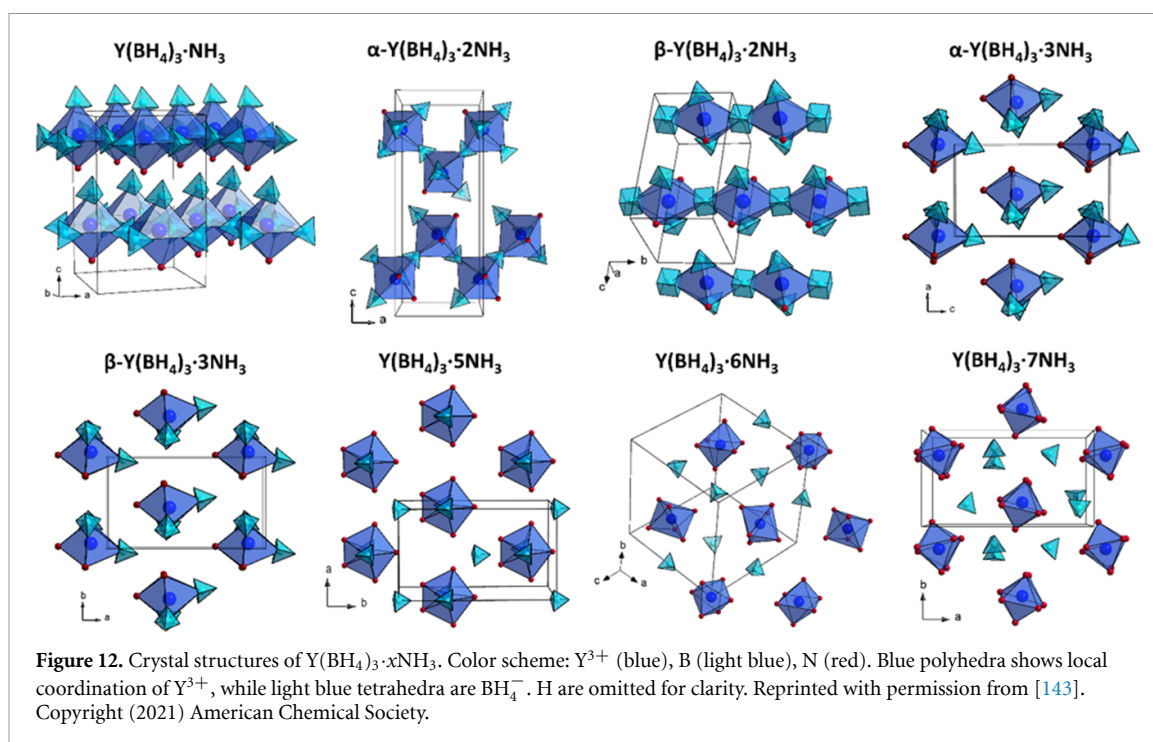 Y(BH₄)₃·NH₃ α-Y(BH₄)₃·2NH₃ β-Y(BH₄)₃·2NH₃ α-Y(BH₄)₃·3NH₃
c
b a
c
a
b
a
c
a
c
β-Y(BH₄)₃·3NH₃ Y(BH₄)₃·5NH₃ Y(BH₄)₃·6NH₃ Y(BH₄)₃·7NH₃
b
a
a
b
b
c
a
b
a
Figure 12. Crystal structures of Y(BH₄)₃·xNH₃. Color scheme: Y³⁺ (blue), B (light blue), N (red). Blue polyhedra shows local
coordination of Y³⁺, while light blue tetrahedra are BH₄⁻. H are omitted for clarity. Reprinted with permission from [143].
Copyright (2021) American Chemical Society.